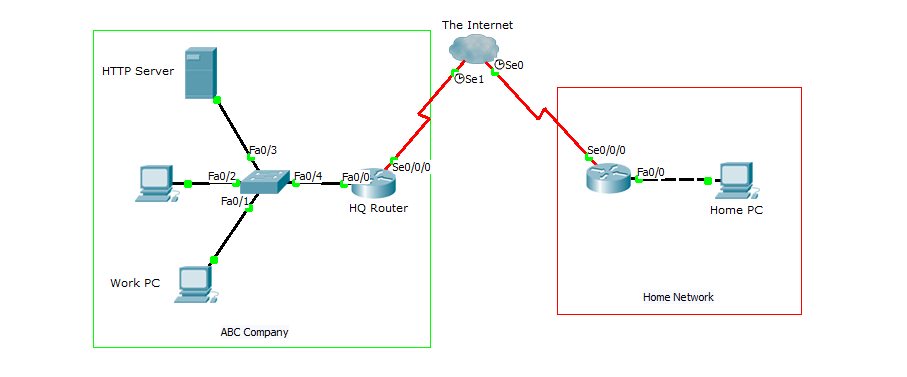 The Internet
HTTP Server
Se0
Se1
Fa0/3
Se0/0/0
Se0/0/0
Fa0/2
Fa0/4
Fa0/0
Fa0/0
Fa0/1
HQ Router
Home PC
Work PC
Home Network
ABC Company